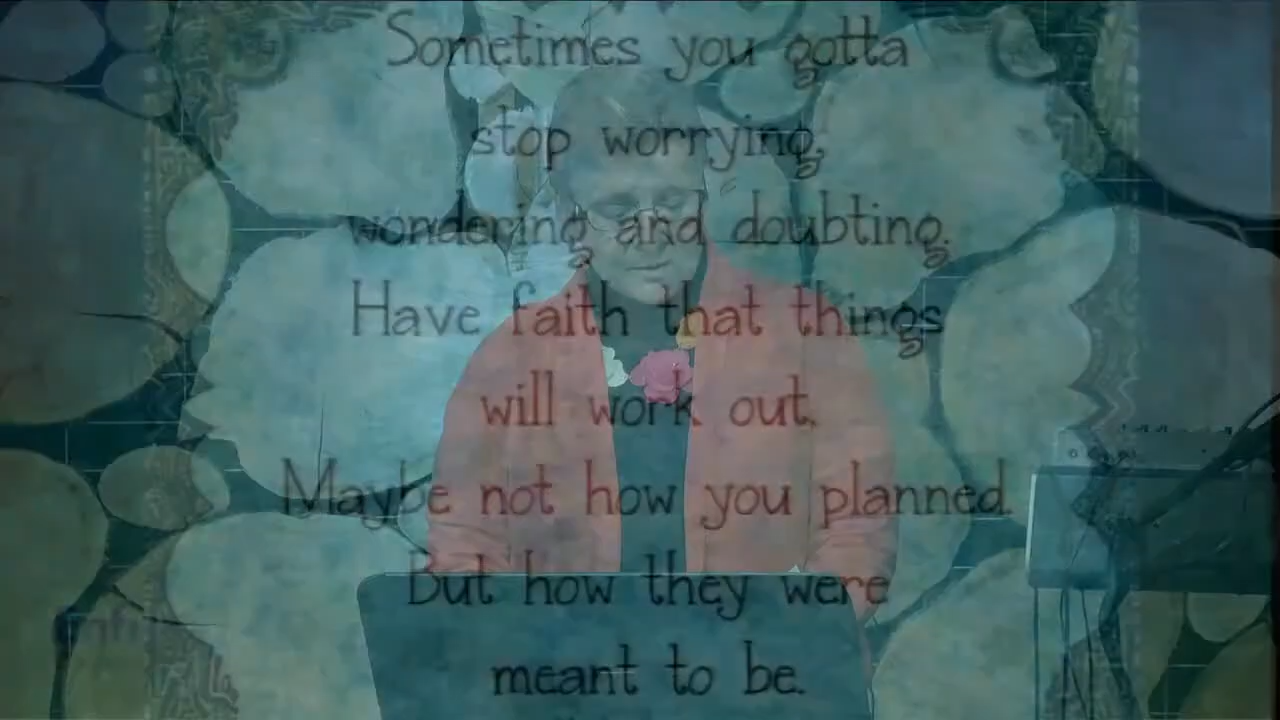 Sometimes you gotta
stop worrying,
wondering and doubting.
Have faith that things
will work out,
Maybe not how you planned.
But how they were
meant to be.